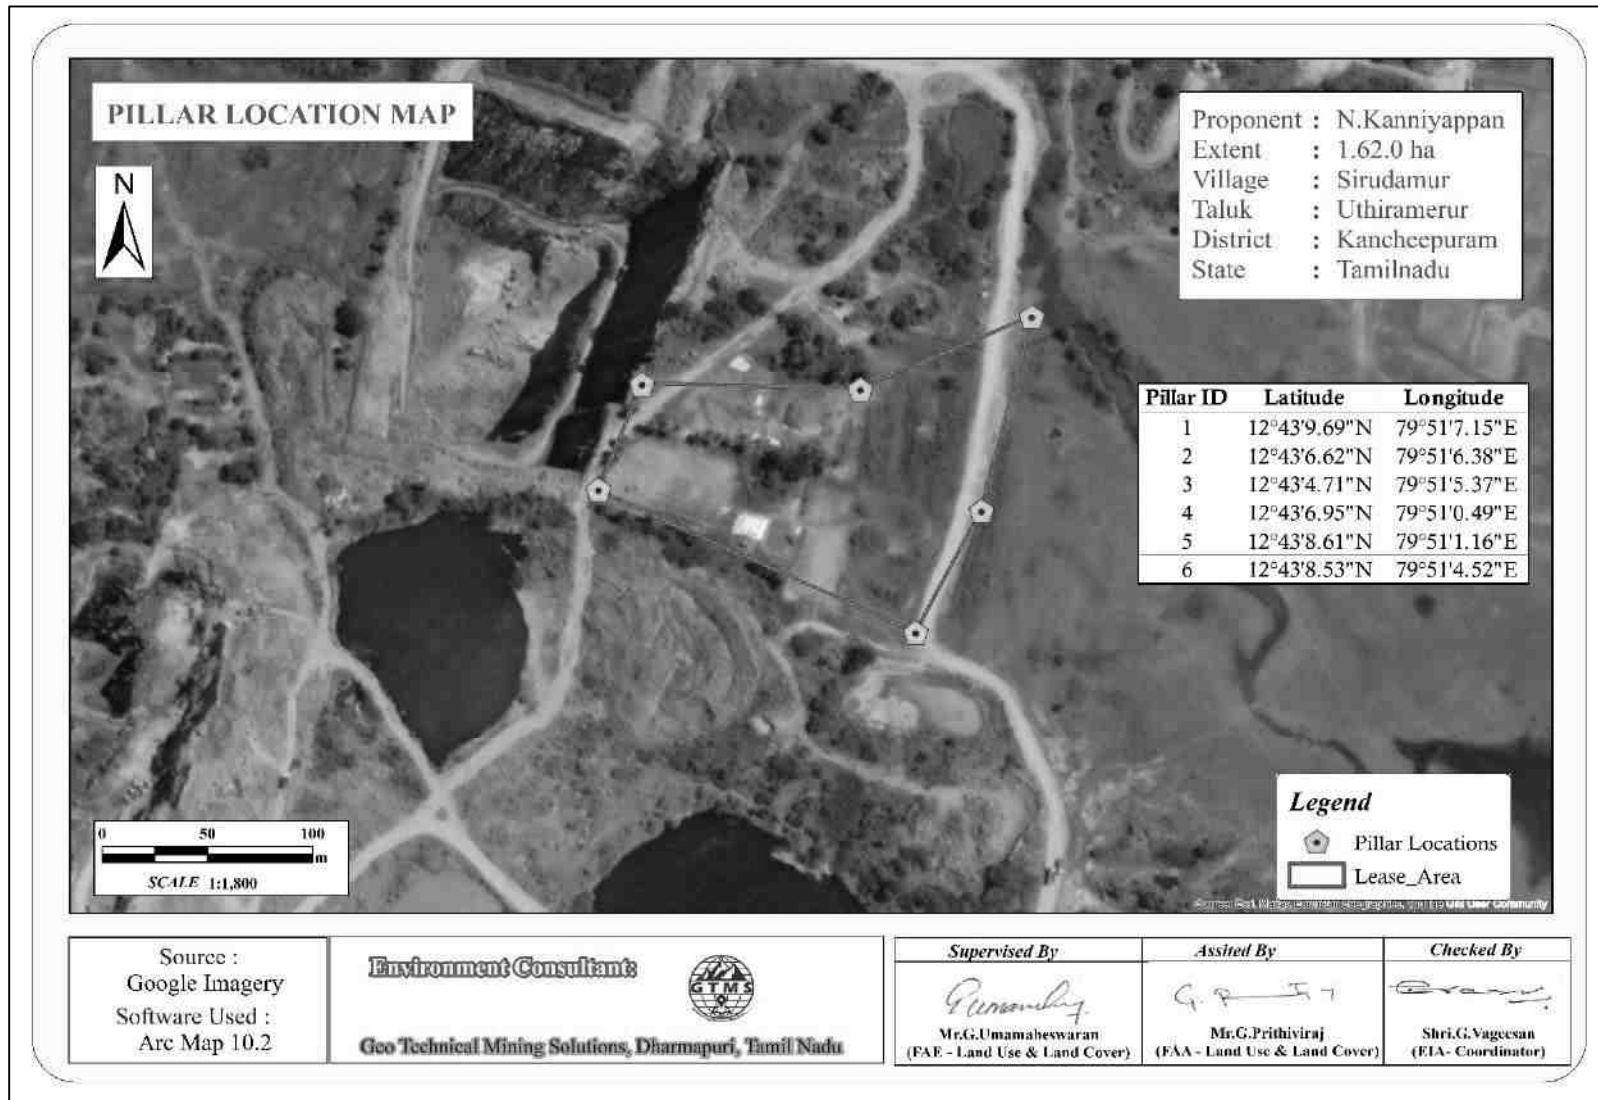 PILLAR LOCATION MAP
N
Proponent : N.Kanniyappan
Extent : 1.62.0 ha
Village : Sirudamur
Taluk : Uthiramerur
District : Kancheepuram
State : Tamilnadu
Pillar ID Latitude Longitude
1 12°43'9.69"N 79°51'7.15"E
2 12°43'6.62"N 79°51'6.38"E
3 12°43'4.71"N 79°51'5.37"E
4 12°43'6.95"N 79°51'0.49"E
5 12°43'8.61"N 79°51'1.16"E
6 12°43'8.53"N 79°51'4.52"E
0 50 100
m
SCALE 1:1,800
Legend
Pillar Locations
Lease_Area
GIS User Community
Source :
Google Imagery
Software Used :
Arc Map 10.2
Environment Consultant:
GTMS
Geo Technical Mining Solutions, Dharmapuri, Tamil Nadu
Supervised By
Mr.G.Umamaheswaran
(FAE - Land Use & Land Cover)
Assited By
Mr.G.Prithiviraj
(FAA - Land Use & Land Cover)
Checked By
Shri.G.Vageesan
(EIA- Coordinator)